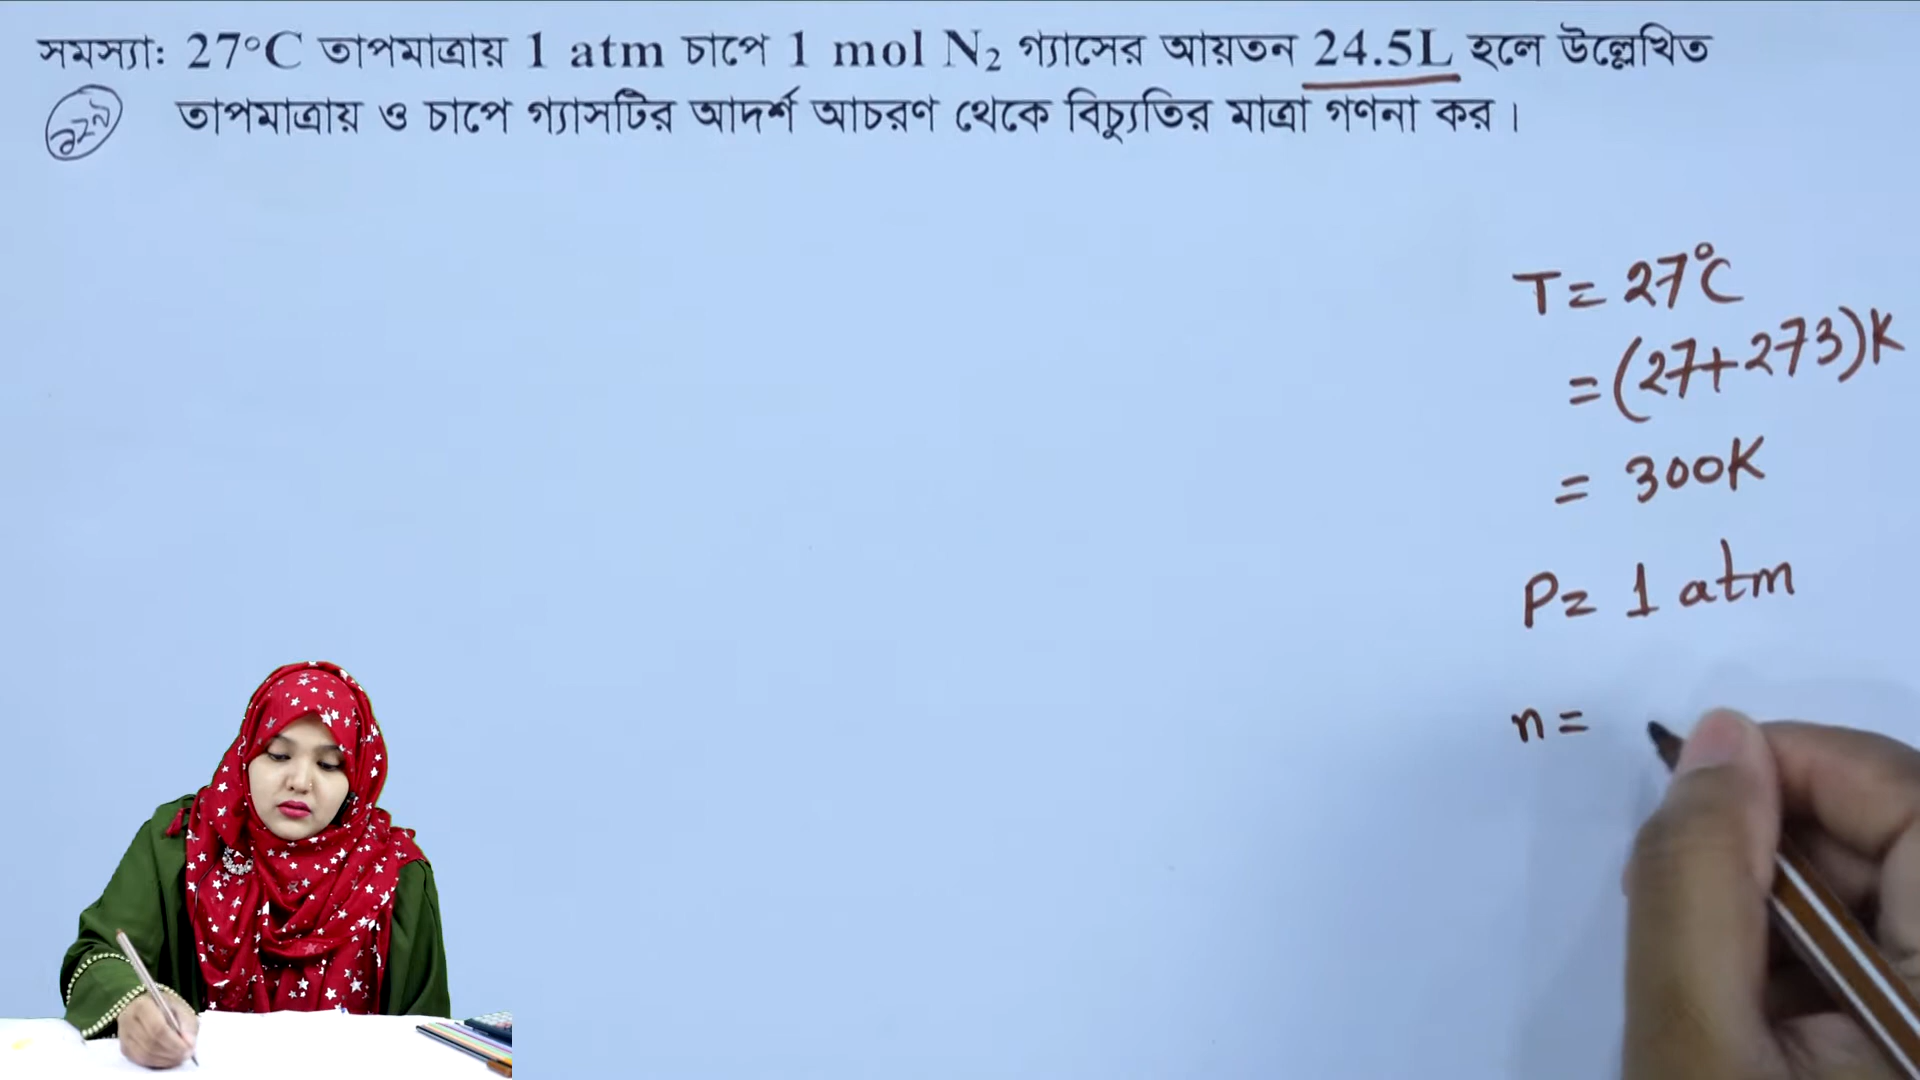 সমস্যাঃ 27°C তাপমাত্রায় 1 atm চাপে 1 mol N₂ গ্যাসের আয়তন 24.5L হলে উল্লেখিত
তাপমাত্রায় ও চাপে গ্যাসটির আদর্শ আচরণ থেকে বিচ্যুতির মাত্রা গণনা কর।
T = 27°C
= (27+273)K
= 300K
P = 1 atm
n =